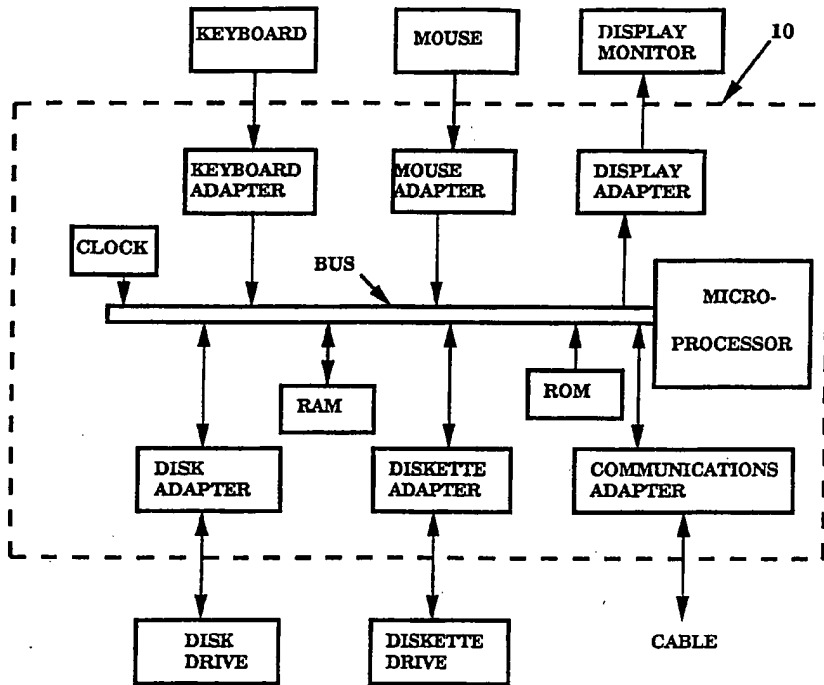 KEYBOARD
MOUSE
DISPLAY
MONITOR
10
KEYBOARD
ADAPTER
MOUSE
ADAPTER
DISPLAY
ADAPTER
CLOCK
BUS
MICRO-
PROCESSOR
RAM
ROM
DISK
ADAPTER
DISKETTE
ADAPTER
COMMUNICATIONS
ADAPTER
DISK
DRIVE
DISKETTE
DRIVE
CABLE